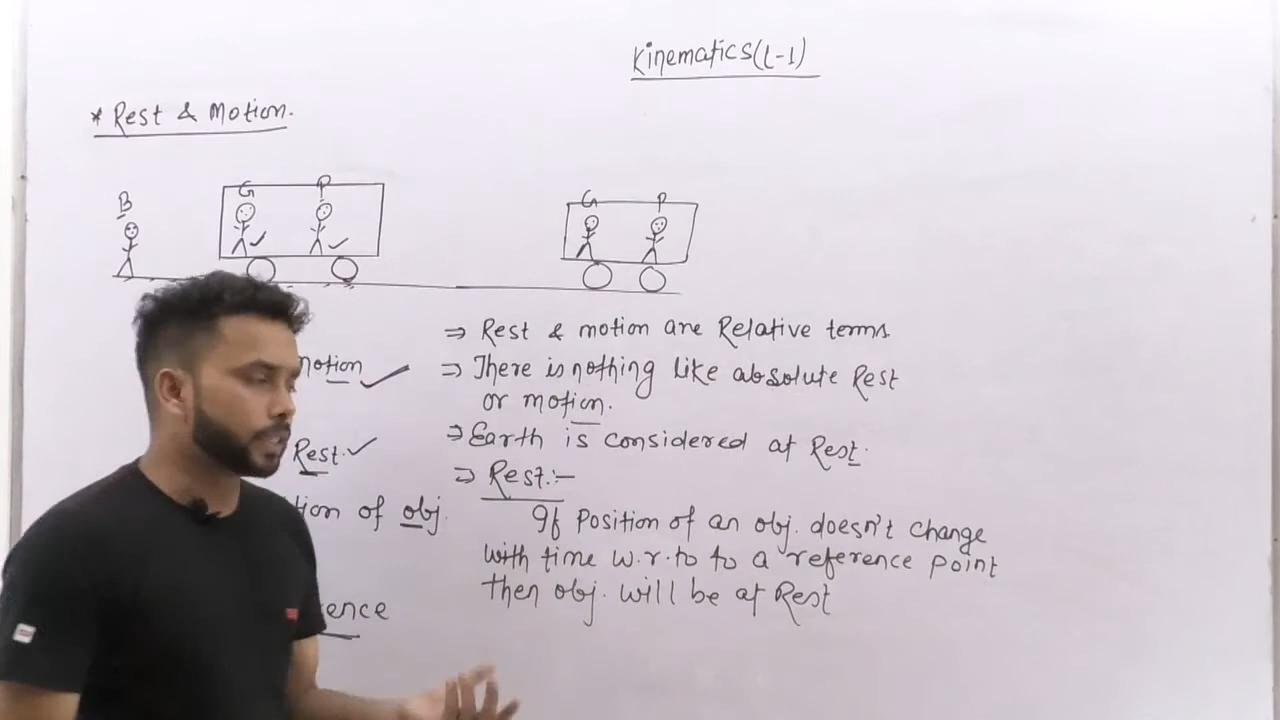 Kinematics (L-1)
* Rest & Motion.
B
G P
G P
motion
Rest.
of obj.
⇒ Rest & motion are Relative terms
⇒ There is nothing like absolute Rest
or motion.
⇒ Earth is considered at Rest.
⇒ Rest:-
If Position of an obj. doesn't change
with time w.r.to to a reference point
then obj. will be at Rest